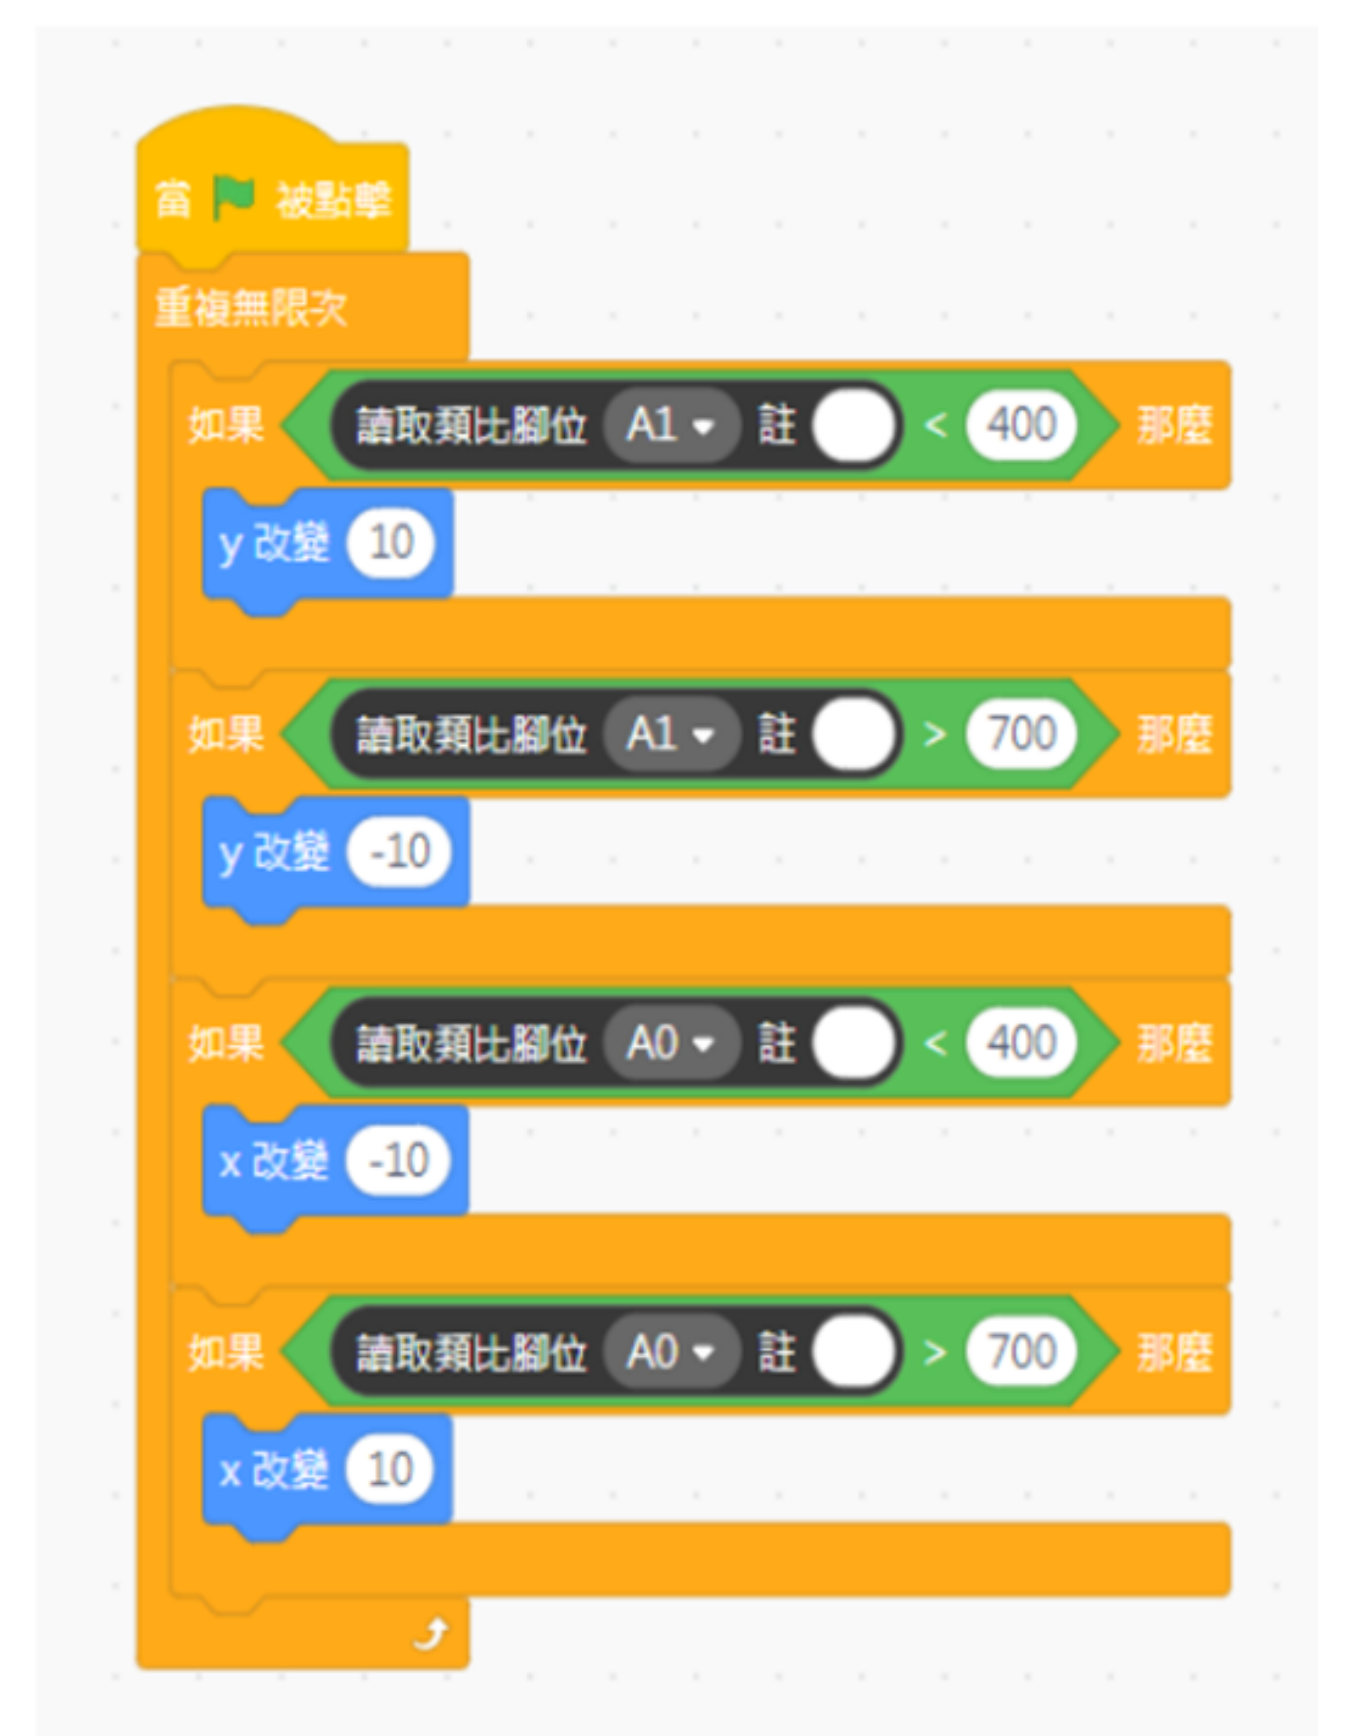 當 被點擊
重複無限次
如果 讀取類比腳位 A1 註 < 400 那麼
y 改變 10
如果 讀取類比腳位 A1 註 > 700 那麼
y 改變 -10
如果 讀取類比腳位 A0 註 < 400 那麼
x 改變 -10
如果 讀取類比腳位 A0 註 > 700 那麼
x 改變 10